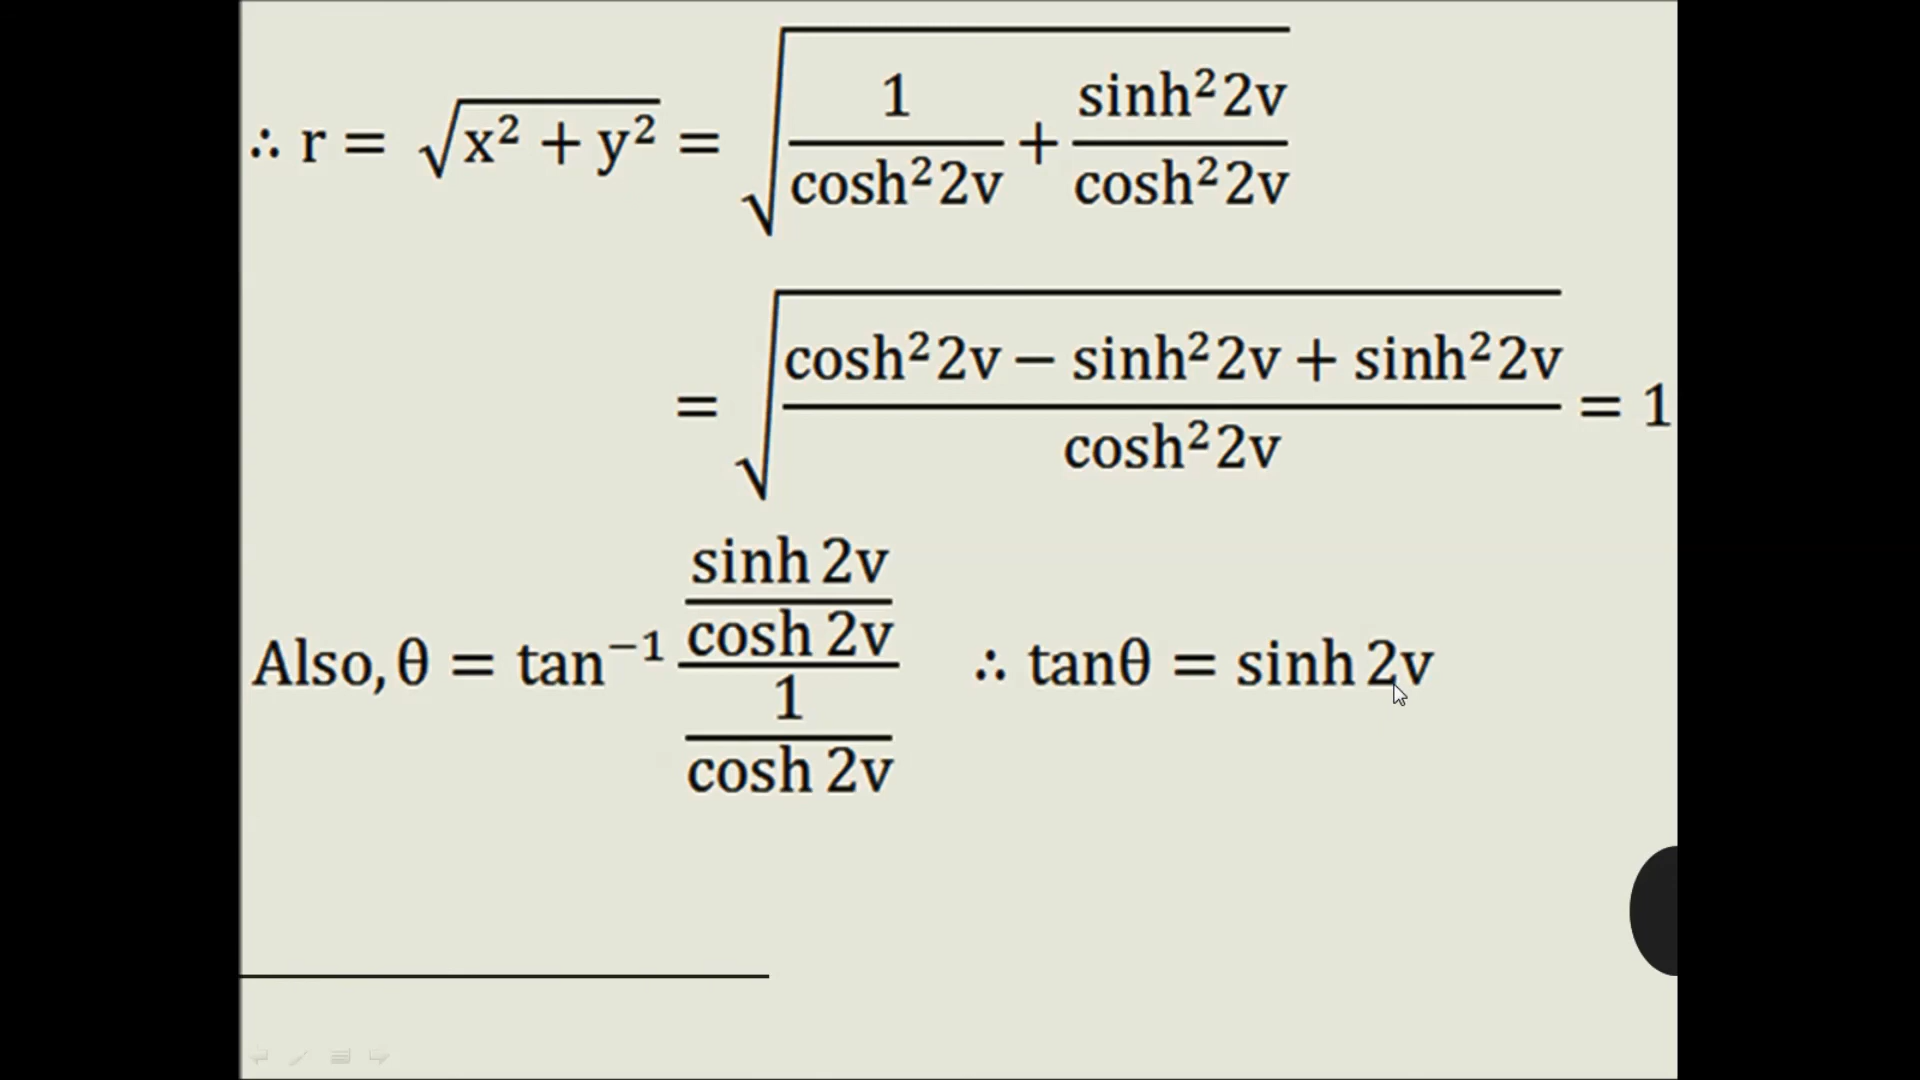 ∴ r = √(x² + y²) = √(1/cosh²2v + sinh²2v/cosh²2v)
= √((cosh²2v − sinh²2v + sinh²2v)/cosh²2v) = 1
Also, θ = tan⁻¹ ((sinh 2v/cosh 2v)/(1/cosh 2v)) ∴ tanθ = sinh 2v